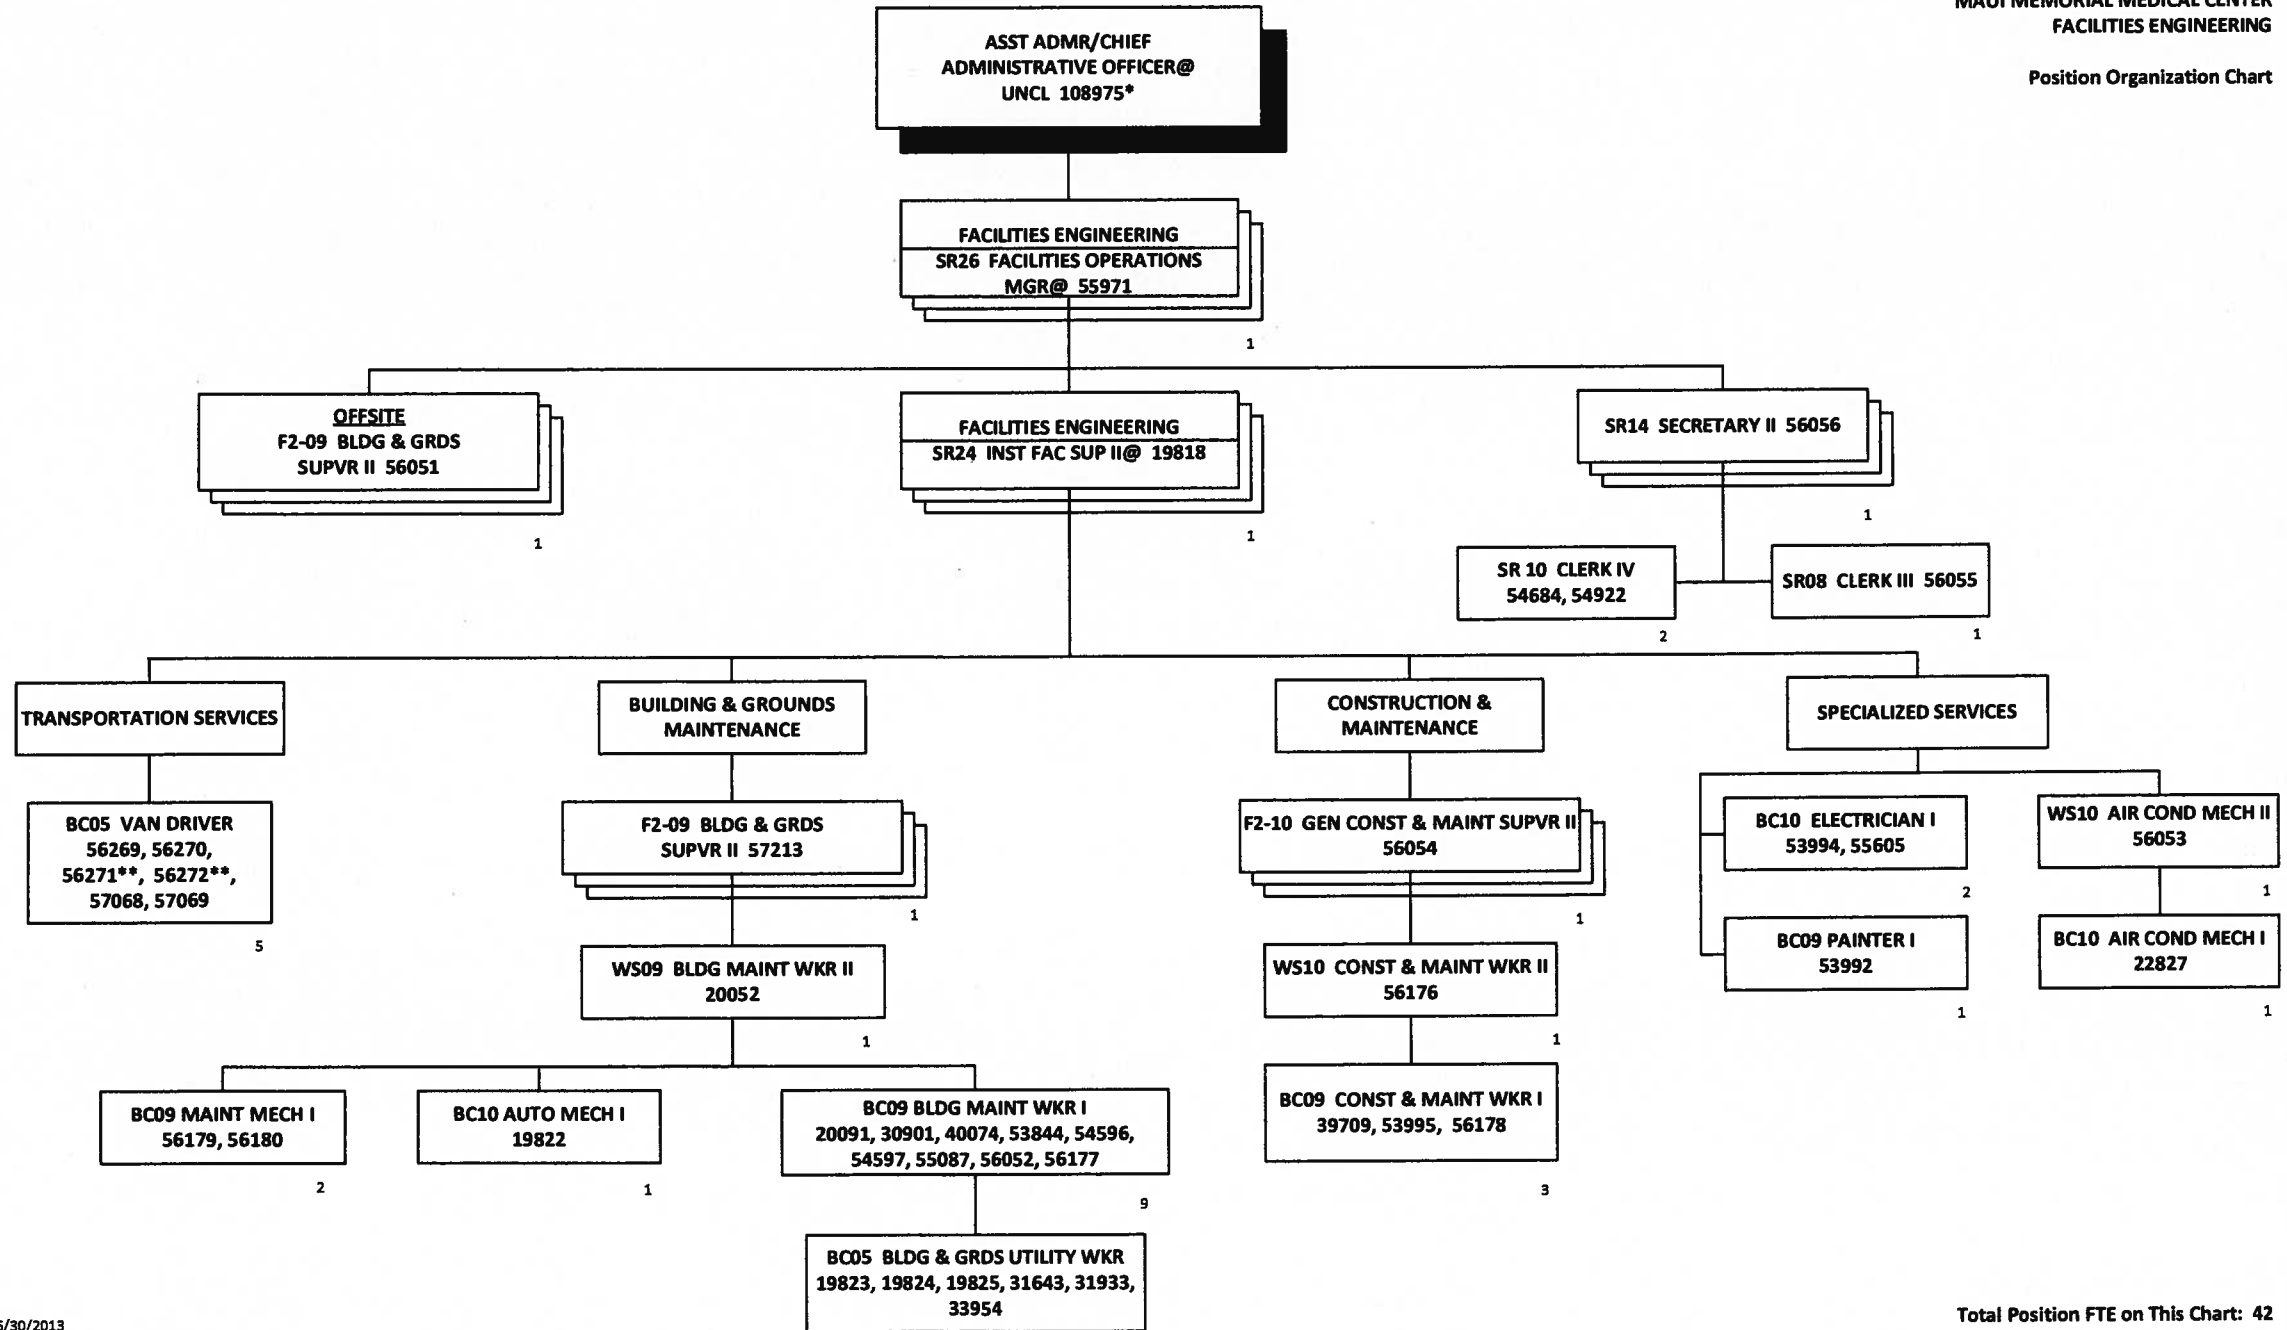 MAUI MEMORIAL MEDICAL CENTER
FACILITIES ENGINEERING
Position Organization Chart
ASST ADMR/CHIEF
ADMINISTRATIVE OFFICER@
UNCL 108975*
FACILITIES ENGINEERING
SR26 FACILITIES OPERATIONS
MGR@ 55971
1
OFFSITE
F2-09 BLDG & GRDS
SUPVR II 56051
1
FACILITIES ENGINEERING
SR24 INST FAC SUP II@ 19818
1
SR14 SECRETARY II 56056
1
SR 10 CLERK IV
54684, 54922
2
SR08 CLERK III 56055
1
TRANSPORTATION SERVICES
BC05 VAN DRIVER
56269, 56270,
56271**, 56272**,
57068, 57069
5
BUILDING & GROUNDS
MAINTENANCE
F2-09 BLDG & GRDS
SUPVR II 57213
1
WS09 BLDG MAINT WKR II
20052
1
BC09 MAINT MECH I
56179, 56180
2
BC10 AUTO MECH I
19822
1
BC09 BLDG MAINT WKR I
20091, 30901, 40074, 53844, 54596,
54597, 55087, 56052, 56177
9
BC05 BLDG & GRDS UTILITY WKR
19823, 19824, 19825, 31643, 31933,
33954
CONSTRUCTION &
MAINTENANCE
F2-10 GEN CONST & MAINT SUPVR II
56054
1
WS10 CONST & MAINT WKR II
56176
1
BC09 CONST & MAINT WKR I
39709, 53995, 56178
3
SPECIALIZED SERVICES
BC10 ELECTRICIAN I
53994, 55605
2
BC09 PAINTER I
53992
1
WS10 AIR COND MECH II
56053
1
BC10 AIR COND MECH I
22827
1
/30/2013
Total Position FTE on This Chart: 42